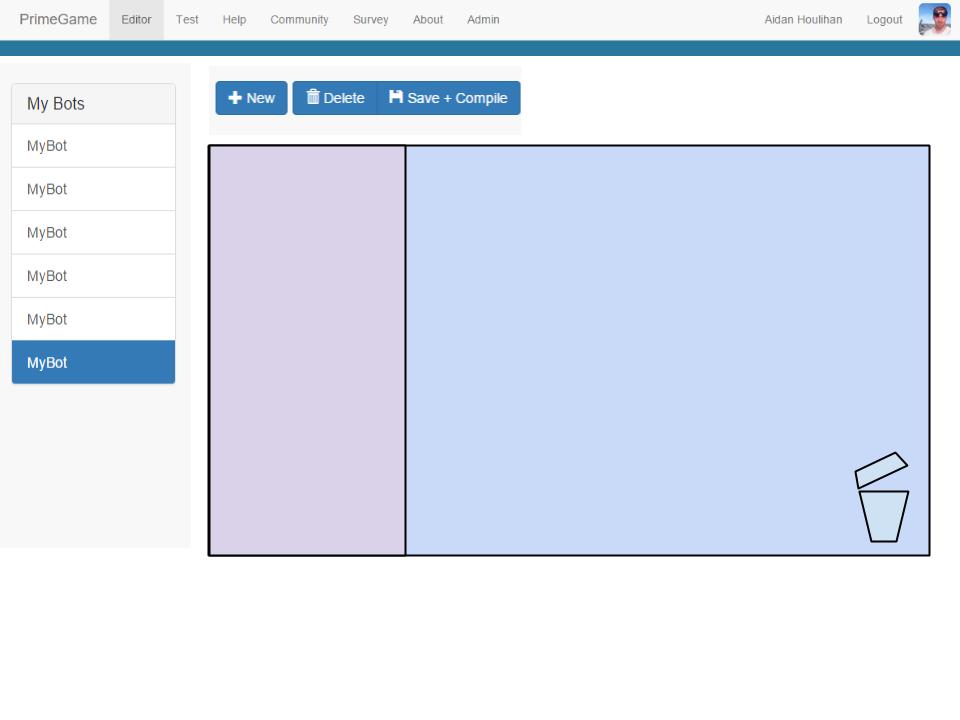 PrimeGame Editor Test Help Community Survey About Admin Aidan Houlihan Logout
New Delete Save + Compile
My Bots
MyBot
MyBot
MyBot
MyBot
MyBot
MyBot